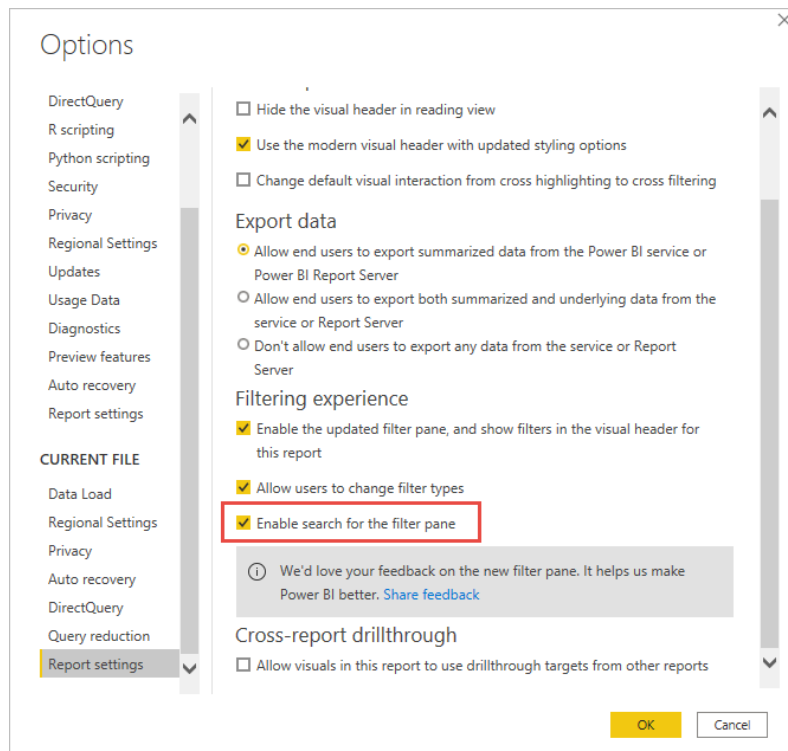 Options
DirectQuery
R scripting
Python scripting
Security
Privacy
Regional Settings
Updates
Usage Data
Diagnostics
Preview features
Auto recovery
Report settings
CURRENT FILE
Data Load
Regional Settings
Privacy
Auto recovery
DirectQuery
Query reduction
Report settings
Hide the visual header in reading view
Use the modern visual header with updated styling options
Change default visual interaction from cross highlighting to cross filtering
Export data
Allow end users to export summarized data from the Power BI service or
Power BI Report Server
Allow end users to export both summarized and underlying data from the
service or Report Server
Don't allow end users to export any data from the service or Report
Server
Filtering experience
Enable the updated filter pane, and show filters in the visual header for
this report
Allow users to change filter types
Enable search for the filter pane
We'd love your feedback on the new filter pane. It helps us make
Power BI better. Share feedback
Cross-report drillthrough
Allow visuals in this report to use drillthrough targets from other reports
OK
Cancel